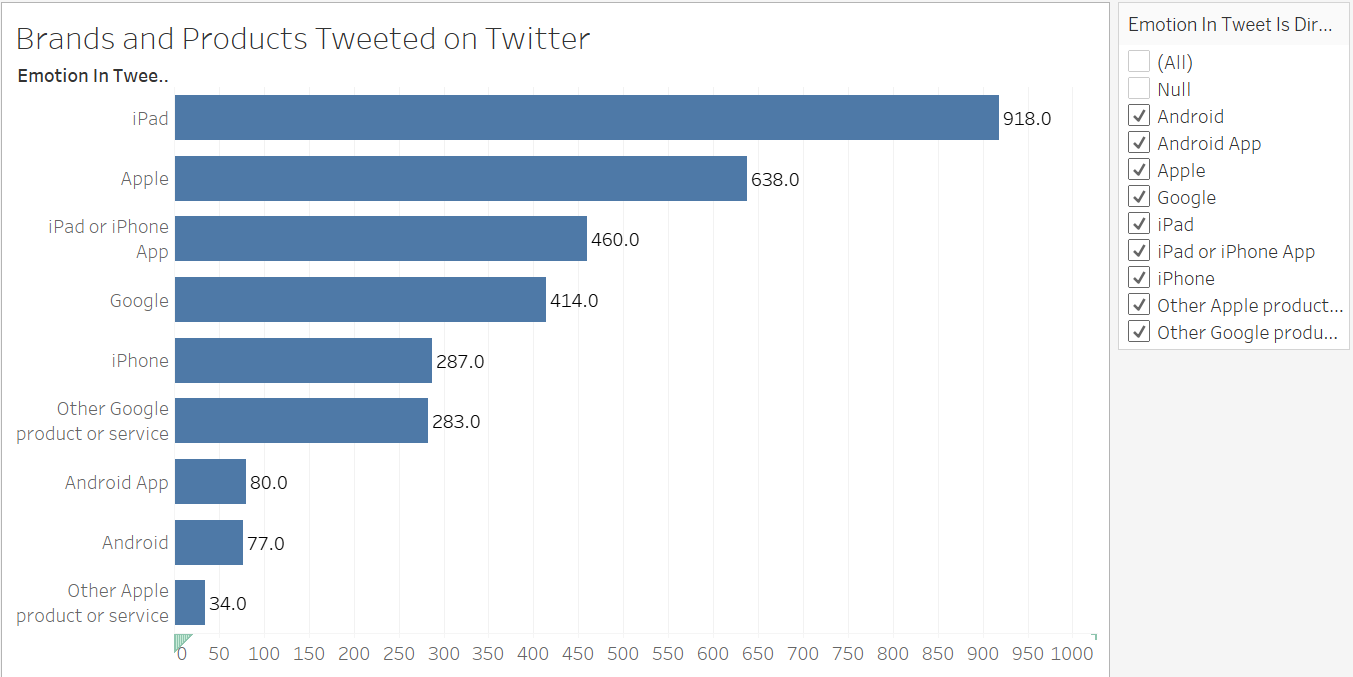 Brands and Products Tweeted on Twitter
Emotion In Twee..
iPad
918.0
Apple
638.0
iPad or iPhone
App
460.0
Google
414.0
iPhone
287.0
Other Google
product or service
283.0
Android App
80.0
Android
77.0
Other Apple
product or service
34.0
0 50 100 150 200 250 300 350 400 450 500 550 600 650 700 750 800 850 900 950 1000
Emotion In Tweet Is Dir...
(All)
Null
Android
Android App
Apple
Google
iPad
iPad or iPhone App
iPhone
Other Apple product...
Other Google produ...